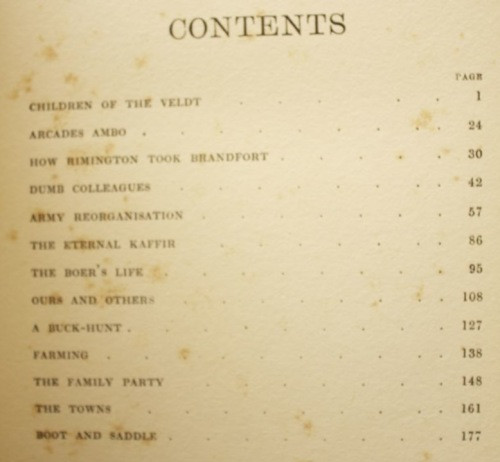 CONTENTS
PAGE
CHILDREN OF THE VELDT . . . . 1
ARCADES AMBO . . . . . . 24
HOW RIMINGTON TOOK BRANDFORT . . . . . 30
DUMB COLLEAGUES . . . . . . 42
ARMY REORGANISATION . . . . . . 57
THE ETERNAL KAFFIR . . . . . . 86
THE BOER'S LIFE . . . . . . . 95
OURS AND OTHERS . . . . . . 108
A BUCK-HUNT . . . . . . . 127
FARMING . . . . . . . . 138
THE FAMILY PARTY . . . . . . 148
THE TOWNS . . . . . . . 161
BOOT AND SADDLE . . . . . . . 177